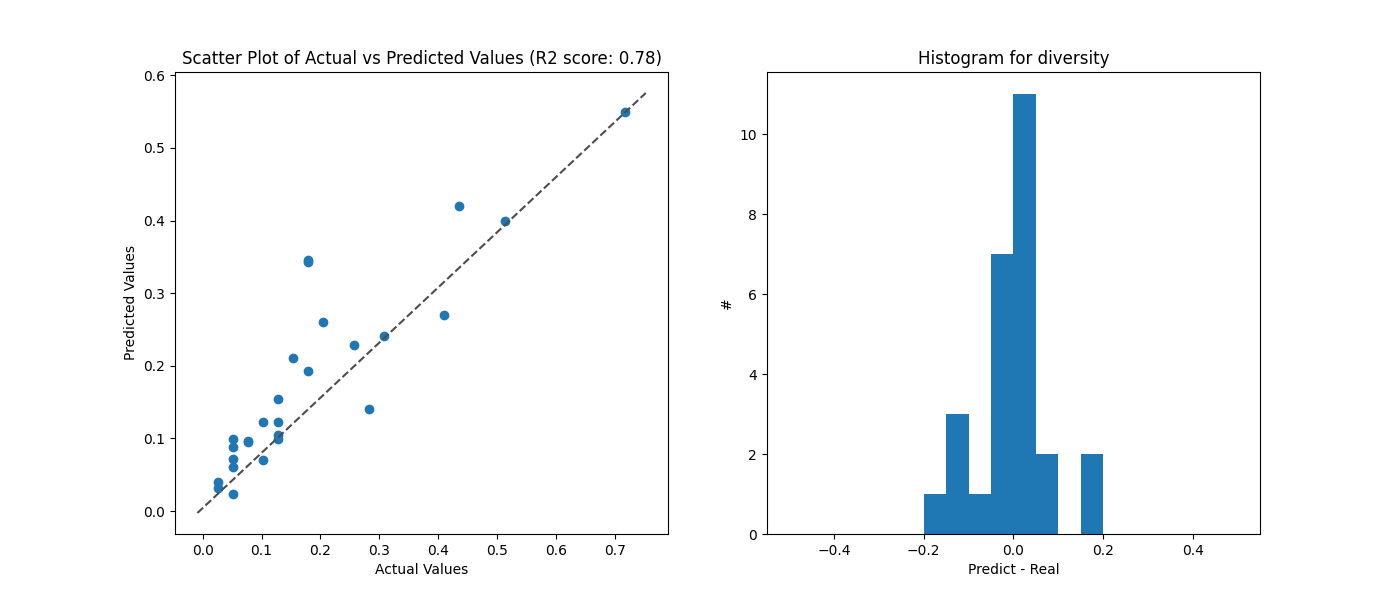 Scatter Plot of Actual vs Predicted Values (R2 score: 0.78)
0.6
0.5
0.4
0.3
0.2
0.1
0.0
Predicted Values
0.0 0.1 0.2 0.3 0.4 0.5 0.6 0.7
Actual Values
Histogram for diversity
10
8
6
4
2
0
#
−0.4 −0.2 0.0 0.2 0.4
Predict - Real